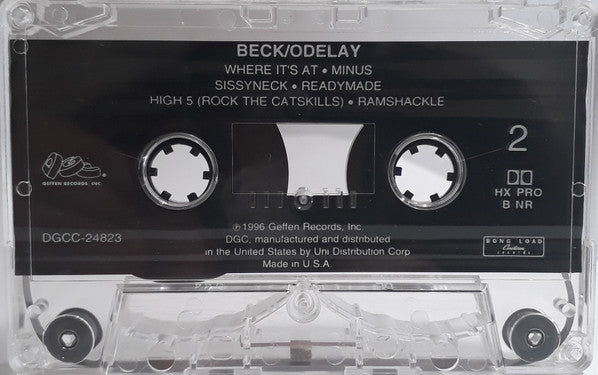 BECK/ODELAY
WHERE IT'S AT • MINUS
SISSYNECK • READYMADE
HIGH 5 (ROCK THE CATSKILLS) • RAMSHACKLE
2
GEFFEN RECORDS, INC.
HX PRO
B NR
DGCC-24823
℗ 1996 Geffen Records, Inc.
DGC, manufactured and distributed
in the United States by Uni Distribution Corp
Made in U.S.A.
BONG LOAD
Custom
RECORDS